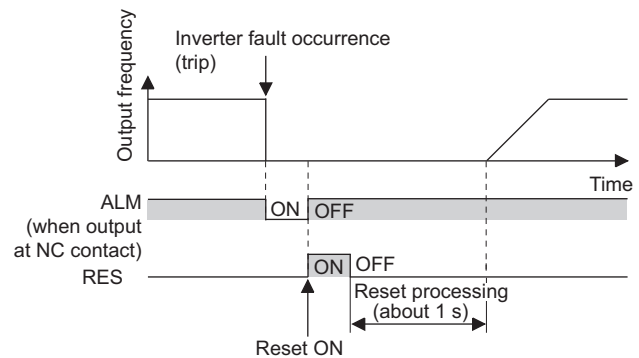 Inverter fault occurrence
(trip)
Output frequency
Time
ALM
(when output
at NC contact)
ON
OFF
RES
ON
OFF
Reset processing
(about 1 s)
Reset ON